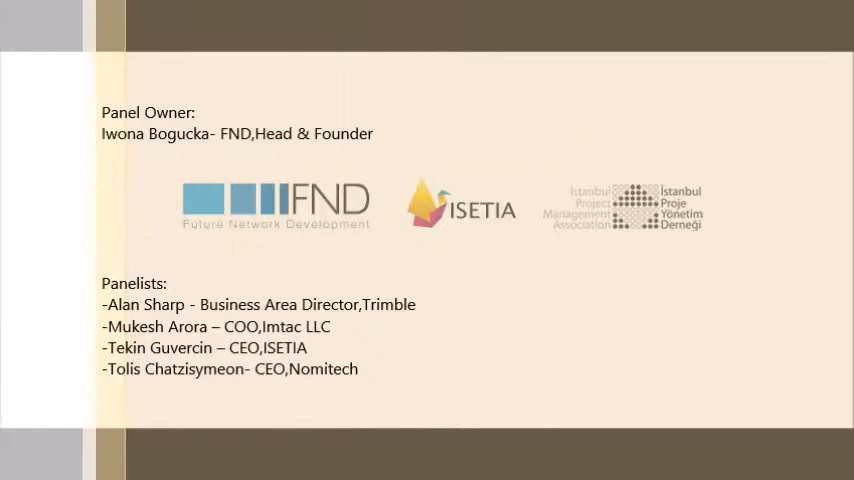 Panel Owner:
Iwona Bogucka- FND,Head & Founder
FND
Future Network Development
ISETIA
İstanbul
Project
Management
Association
İstanbul
Proje
Yönetim
Derneği
Panelists:
-Alan Sharp - Business Area Director,Trimble
-Mukesh Arora – COO,Imtac LLC
-Tekin Guvercin – CEO,ISETIA
-Tolis Chatzisymeon- CEO,Nomitech